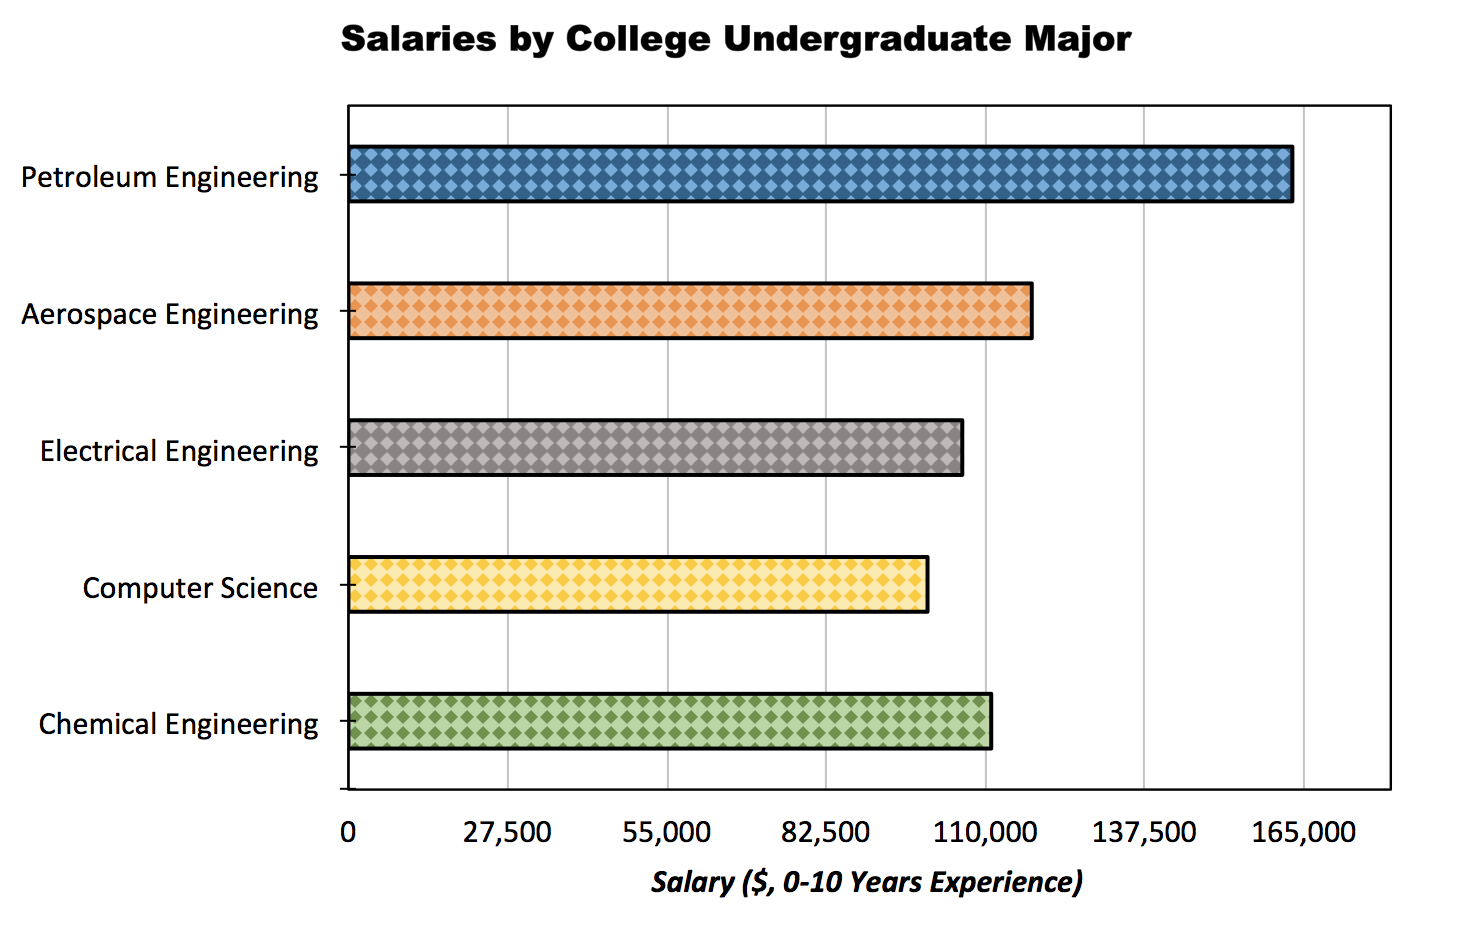 Salaries by College Undergraduate Major
Petroleum Engineering
Aerospace Engineering
Electrical Engineering
Computer Science
Chemical Engineering
0 27,500 55,000 82,500 110,000 137,500 165,000
Salary ($, 0-10 Years Experience)